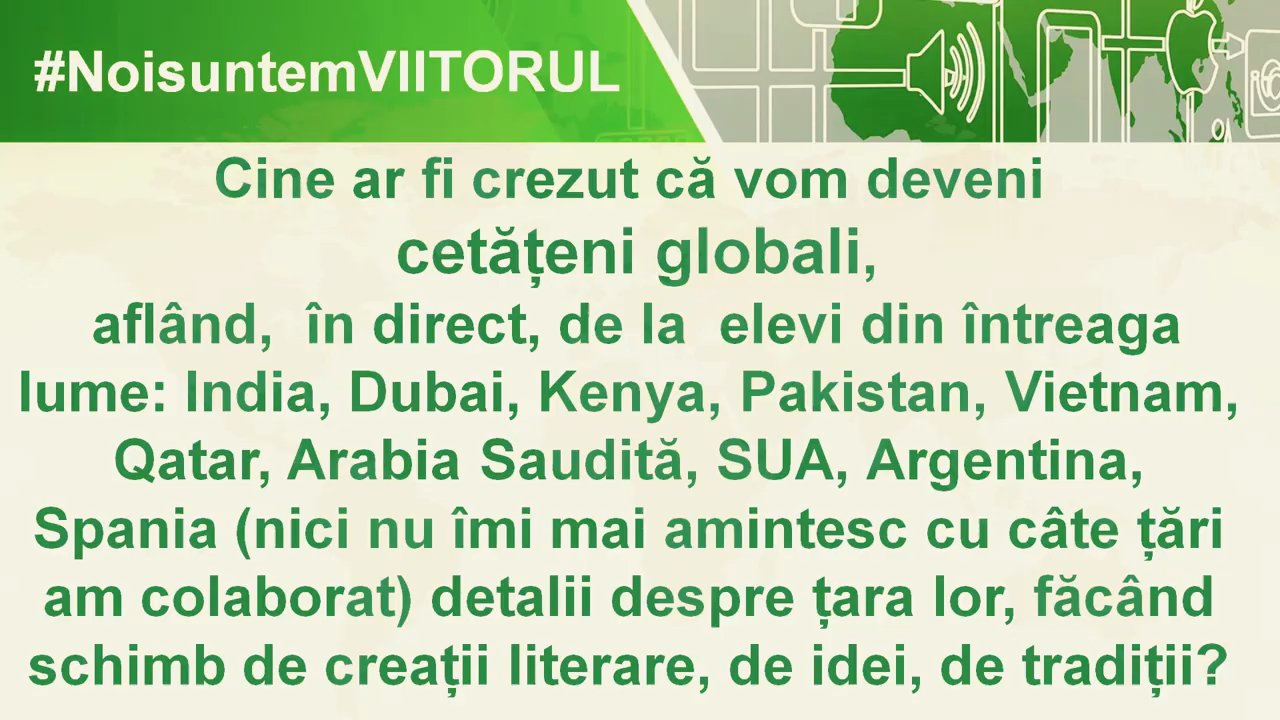 #NoisuntemVIITORUL
Cine ar fi crezut că vom deveni
cetățeni globali,
aflând, în direct, de la elevi din întreaga
lume: India, Dubai, Kenya, Pakistan, Vietnam,
Qatar, Arabia Saudită, SUA, Argentina,
Spania (nici nu îmi mai amintesc cu câte țări
am colaborat) detalii despre țara lor, făcând
schimb de creații literare, de idei, de tradiții?